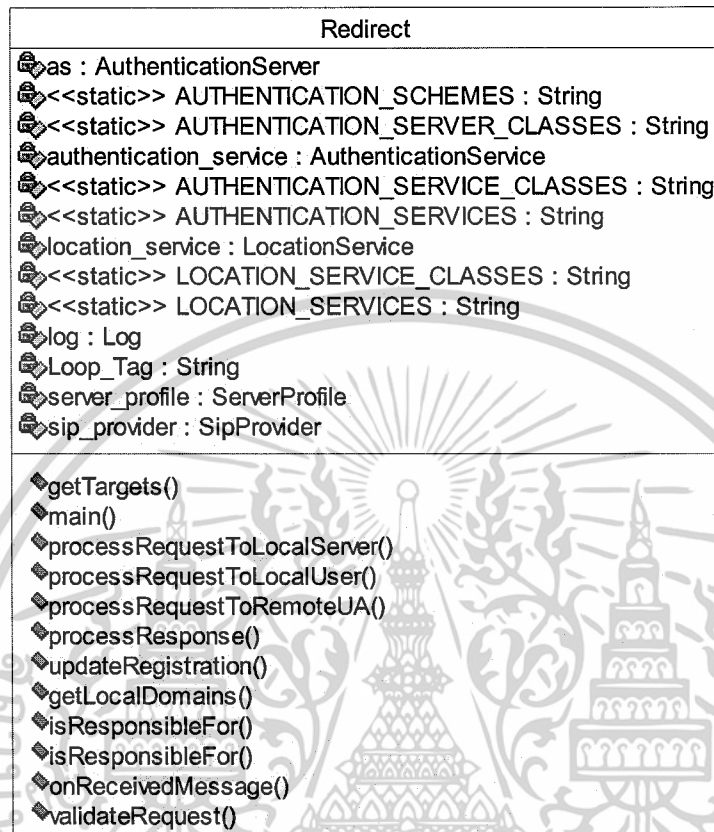 Redirect
as : AuthenticationServer
<<static>> AUTHENTICATION_SCHEMES : String
<<static>> AUTHENTICATION_SERVER_CLASSES : String
authentication_service : AuthenticationService
<<static>> AUTHENTICATION_SERVICE_CLASSES : String
<<static>> AUTHENTICATION_SERVICES : String
location_service : LocationService
<<static>> LOCATION_SERVICE_CLASSES : String
<<static>> LOCATION_SERVICES : String
log : Log
Loop_Tag : String
server_profile : ServerProfile
sip_provider : SipProvider
getTargets()
main()
processRequestToLocalServer()
processRequestToLocalUser()
processRequestToRemoteUA()
processResponse()
updateRegistration()
getLocalDomains()
isResponsibleFor()
isResponsibleFor()
onReceivedMessage()
validateRequest()